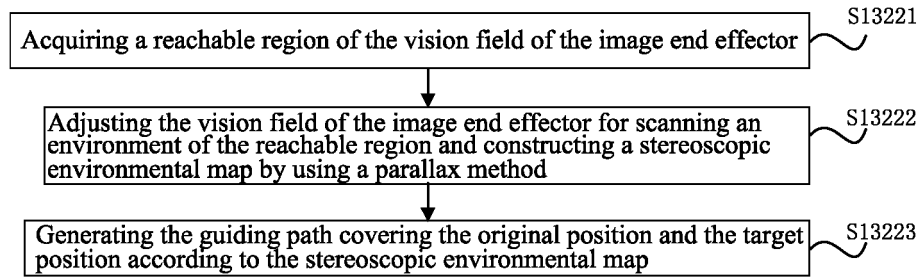 S13221
Acquiring a reachable region of the vision field of the image end effector
S13222
Adjusting the vision field of the image end effector for scanning an
environment of the reachable region and constructing a stereoscopic
environmental map by using a parallax method
S13223
Generating the guiding path covering the original position and the target
position according to the stereoscopic environmental map